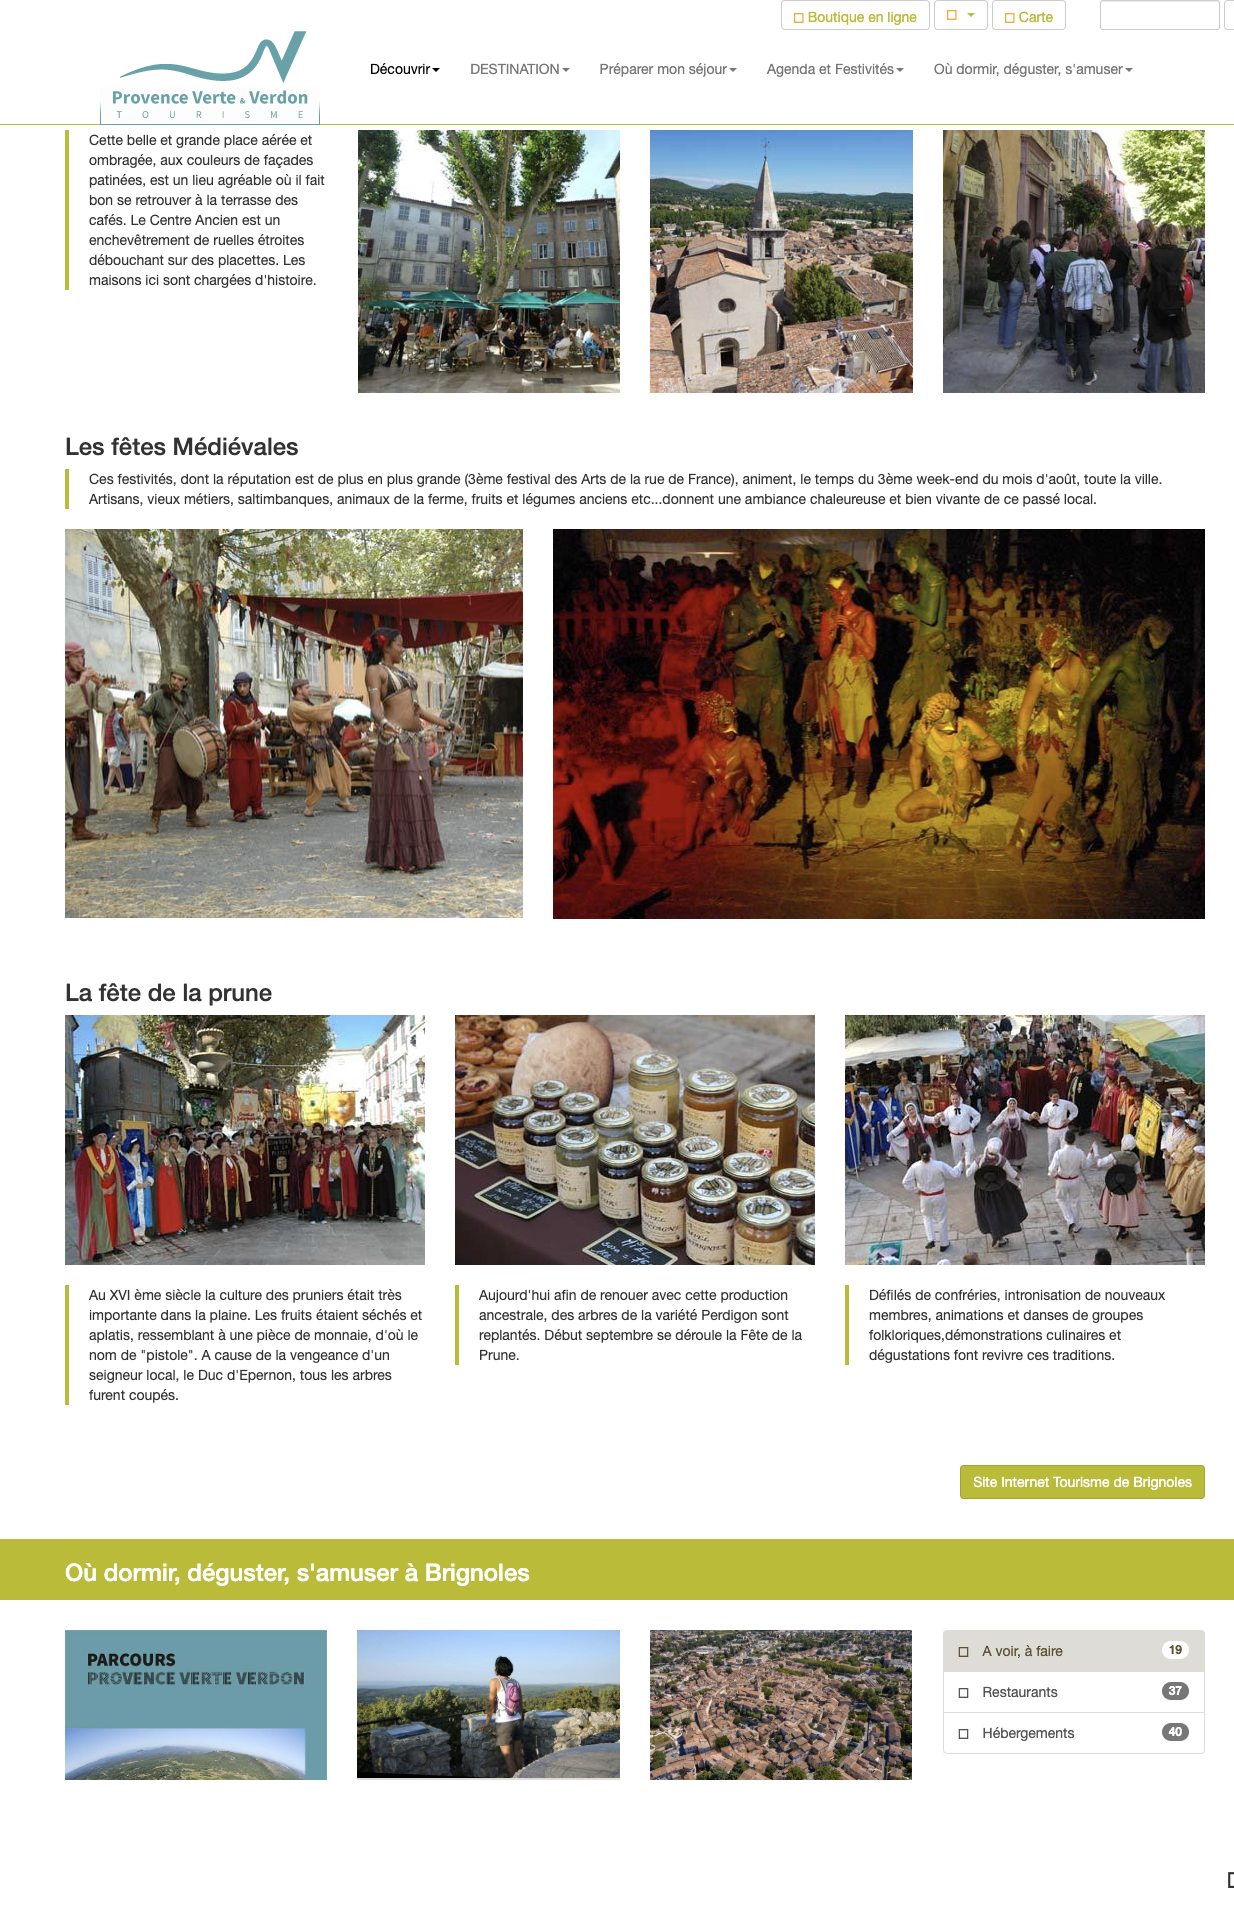 Boutique en ligne
Carte
Provence Verte & Verdon
TOURISME
Découvrir
DESTINATION
Préparer mon séjour
Agenda et Festivités
Où dormir, déguster, s'amuser
Cette belle et grande place aérée et
ombragée, aux couleurs de façades
patinées, est un lieu agréable où il fait
bon se retrouver à la terrasse des
cafés. Le Centre Ancien est un
enchevêtrement de ruelles étroites
débouchant sur des placettes. Les
maisons ici sont chargées d'histoire.
Les fêtes Médiévales
Ces festivités, dont la réputation est de plus en plus grande (3ème festival des Arts de la rue de France), animent, le temps du 3ème week-end du mois d'août, toute la ville.
Artisans, vieux métiers, saltimbanques, animaux de la ferme, fruits et légumes anciens etc...donnent une ambiance chaleureuse et bien vivante de ce passé local.
La fête de la prune
MIEL
Au XVI ème siècle la culture des pruniers était très
importante dans la plaine. Les fruits étaient séchés et
aplatis, ressemblant à une pièce de monnaie, d'où le
nom de "pistole". A cause de la vengeance d'un
seigneur local, le Duc d'Epernon, tous les arbres
furent coupés.
Aujourd'hui afin de renouer avec cette production
ancestrale, des arbres de la variété Perdigon sont
replantés. Début septembre se déroule la Fête de la
Prune.
Défilés de confréries, intronisation de nouveaux
membres, animations et danses de groupes
folkloriques,démonstrations culinaires et
dégustations font revivre ces traditions.
Site Internet Tourisme de Brignoles
Où dormir, déguster, s'amuser à Brignoles
PARCOURS
PROVENCE VERTE VERDON
A voir, à faire 19
Restaurants 37
Hébergements 40